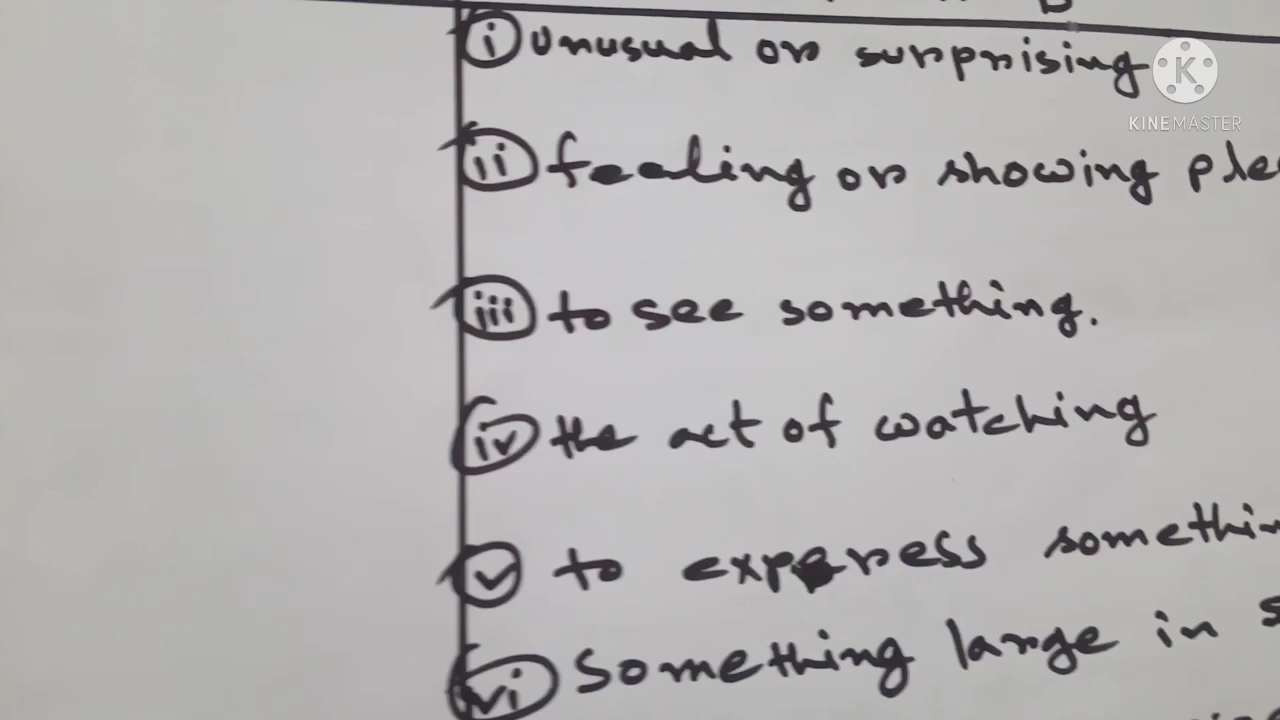 B
i unusual or surprising
ii feeling or showing
iii to see something.
iv the act of watching
v to express
vi something large in
KINEMASTER